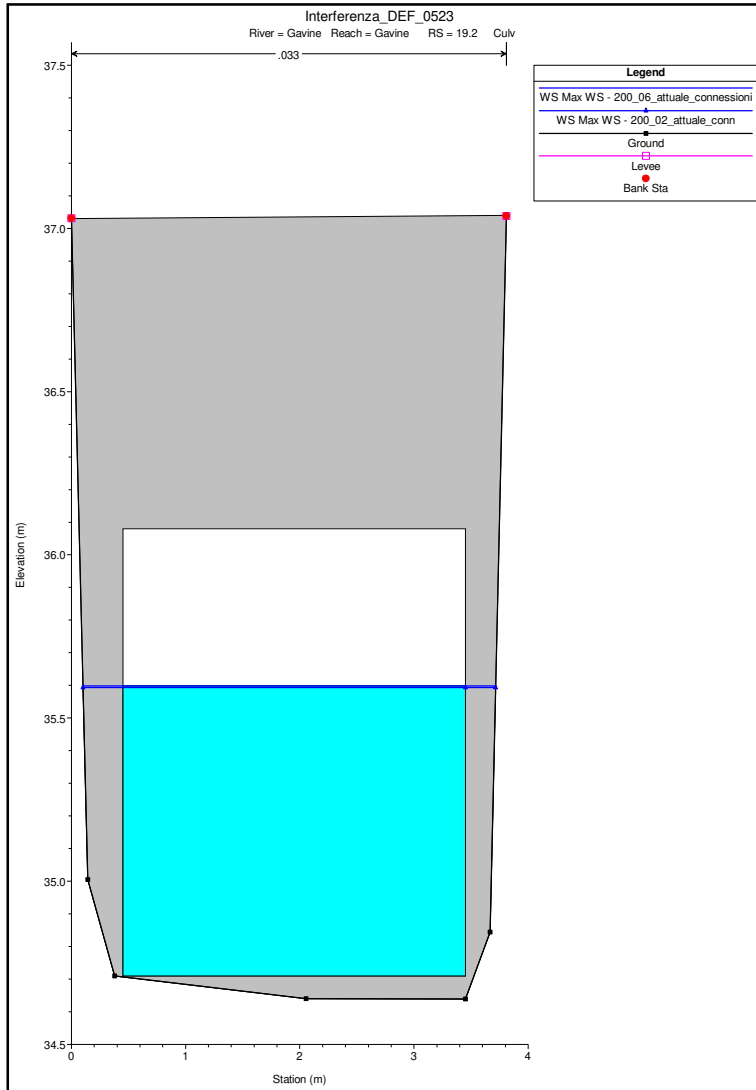 Interferenza_DEF_0523
River = Gavine Reach = Gavine RS = 19.2 Culv
.033
37.5
37.0
36.5
36.0
35.5
35.0
34.5
Elevation (m)
0 1 2 3 4
Station (m)
Legend
WS Max WS - 200_06_attuale_connessioni
WS Max WS - 200_02_attuale_conn
Ground
Levee
Bank Sta